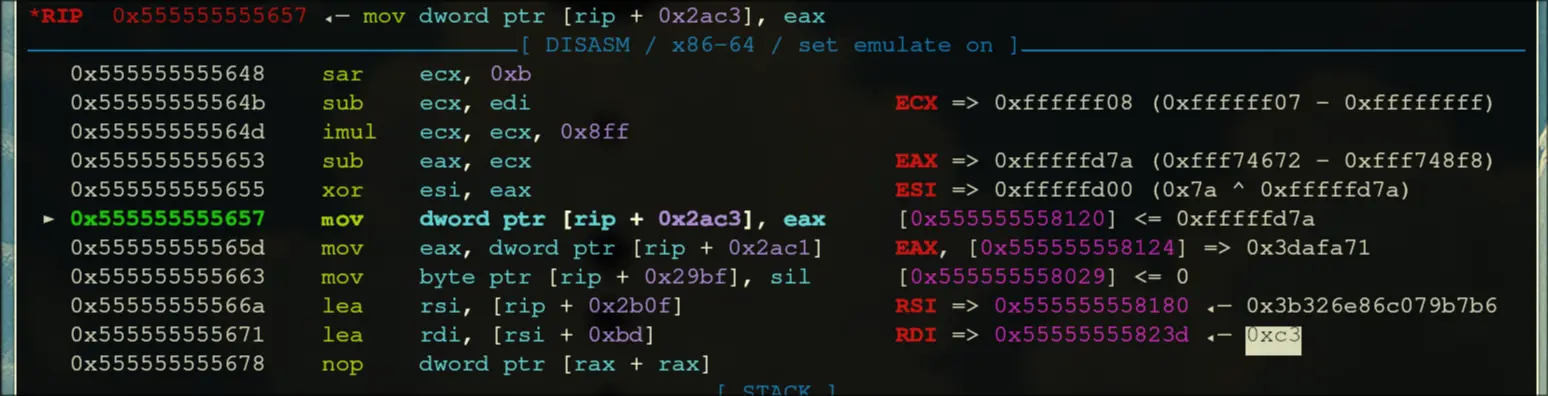 *RIP  0x555555555657 ◂— mov dword ptr [rip + 0x2ac3], eax
[ DISASM / x86-64 / set emulate on ]
0x555555555648    sar    ecx, 0xb
0x55555555564b    sub    ecx, edi    ECX => 0xffffff08 (0xffffff07 - 0xffffffff)
0x55555555564d    imul   ecx, ecx, 0x8ff
0x555555555653    sub    eax, ecx    EAX => 0xfffffd7a (0xfff74672 - 0xfff748f8)
0x555555555655    xor    esi, eax    ESI => 0xfffffd00 (0x7a ^ 0xfffffd7a)
► 0x555555555657    mov    dword ptr [rip + 0x2ac3], eax    [0x555555558120] <= 0xfffffd7a
0x55555555565d    mov    eax, dword ptr [rip + 0x2ac1]    EAX, [0x555555558124] => 0x3dafa71
0x555555555663    mov    byte ptr [rip + 0x29bf], sil    [0x555555558029] <= 0
0x55555555566a    lea    rsi, [rip + 0x2b0f]    RSI => 0x555555558180 ◂— 0x3b326e86c079b7b6
0x555555555671    lea    rdi, [rsi + 0xbd]    RDI => 0x55555555823d ◂— 0xc3
0x555555555678    nop    dword ptr [rax + rax]
[ STACK ]